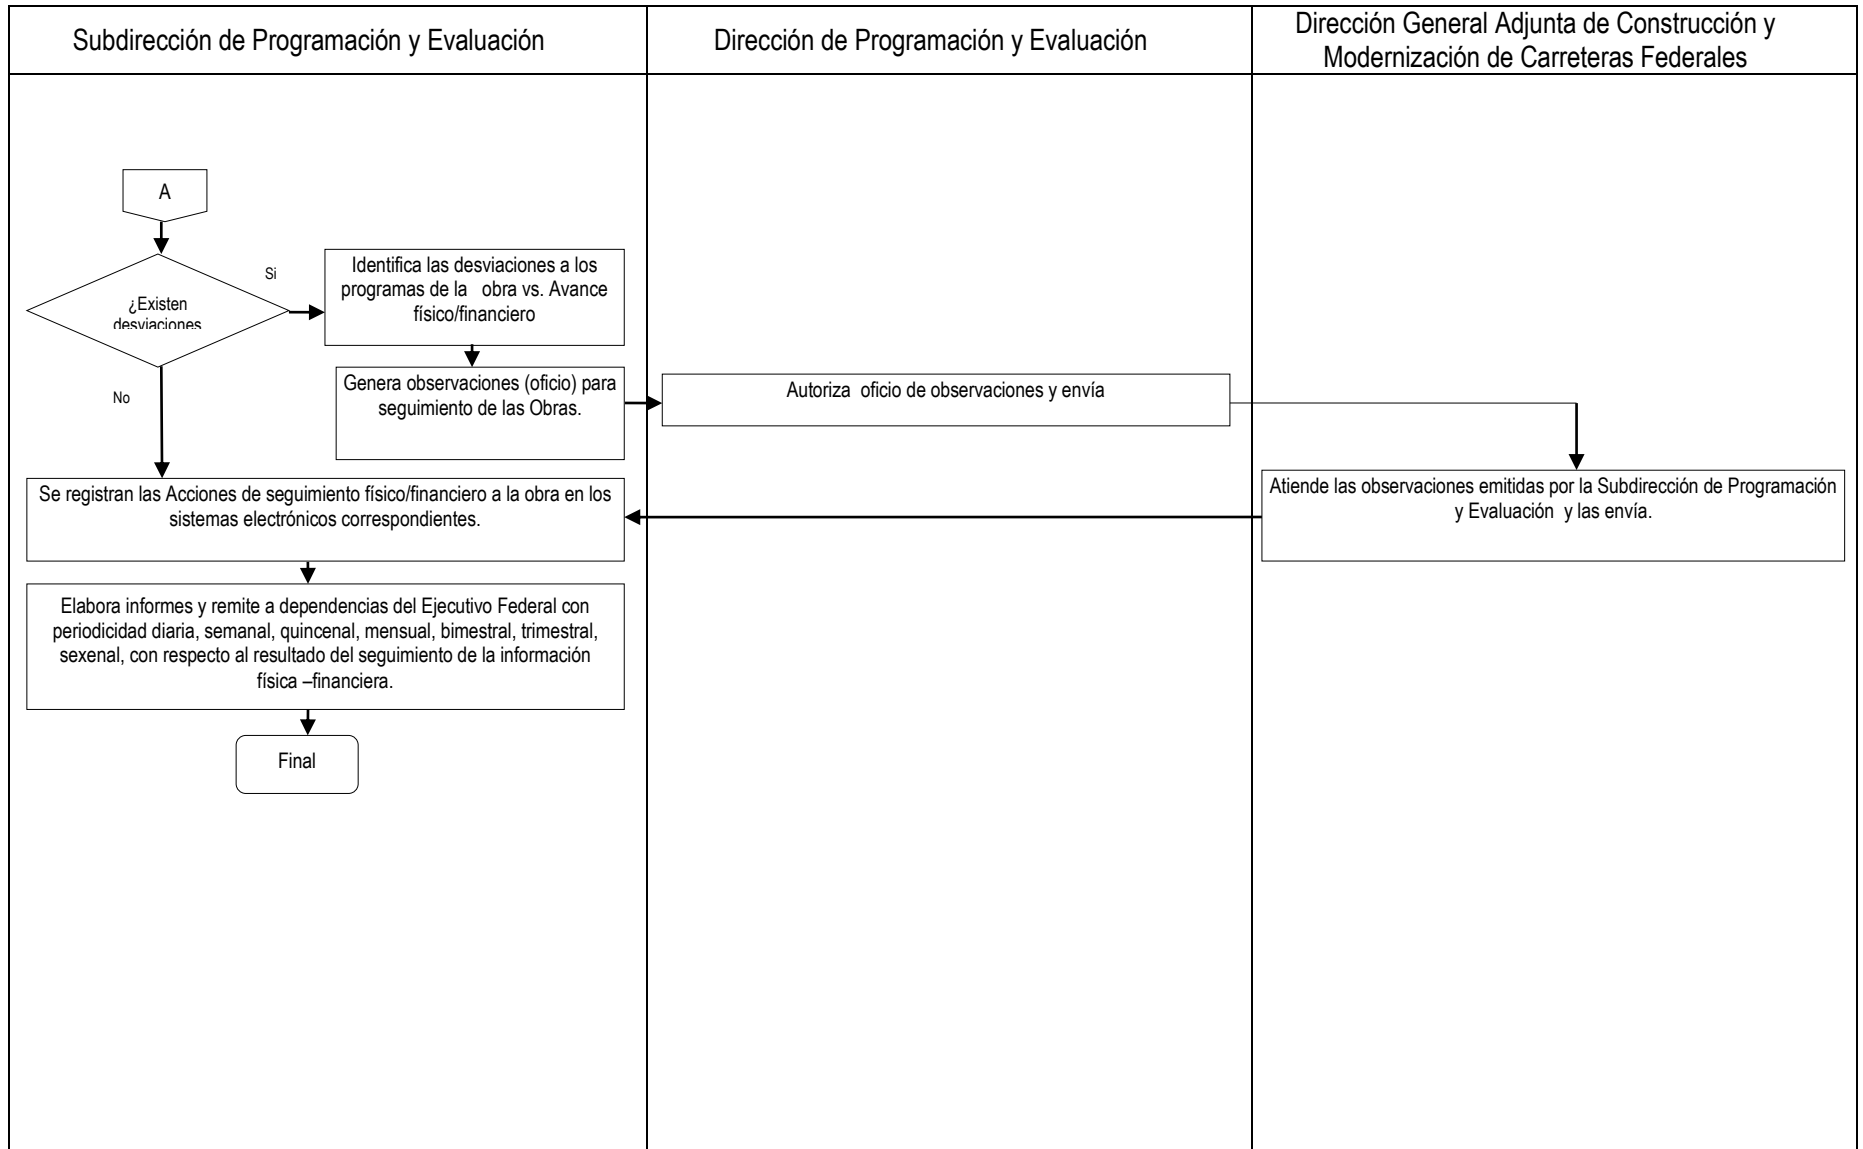 Subdirección de Programación y Evaluación
Dirección de Programación y Evaluación
Dirección General Adjunta de Construcción y
Modernización de Carreteras Federales
A
¿Existen
desviaciones
Si
No
Identifica las desviaciones a los
programas de la obra vs. Avance
físico/financiero
Genera observaciones (oficio) para
seguimiento de las Obras.
Autoriza oficio de observaciones y envía
Atiende las observaciones emitidas por la Subdirección de Programación
y Evaluación y las envía.
Se registran las Acciones de seguimiento físico/financiero a la obra en los
sistemas electrónicos correspondientes.
Elabora informes y remite a dependencias del Ejecutivo Federal con
periodicidad diaria, semanal, quincenal, mensual, bimestral, trimestral,
sexenal, con respecto al resultado del seguimiento de la información
física –financiera.
Final